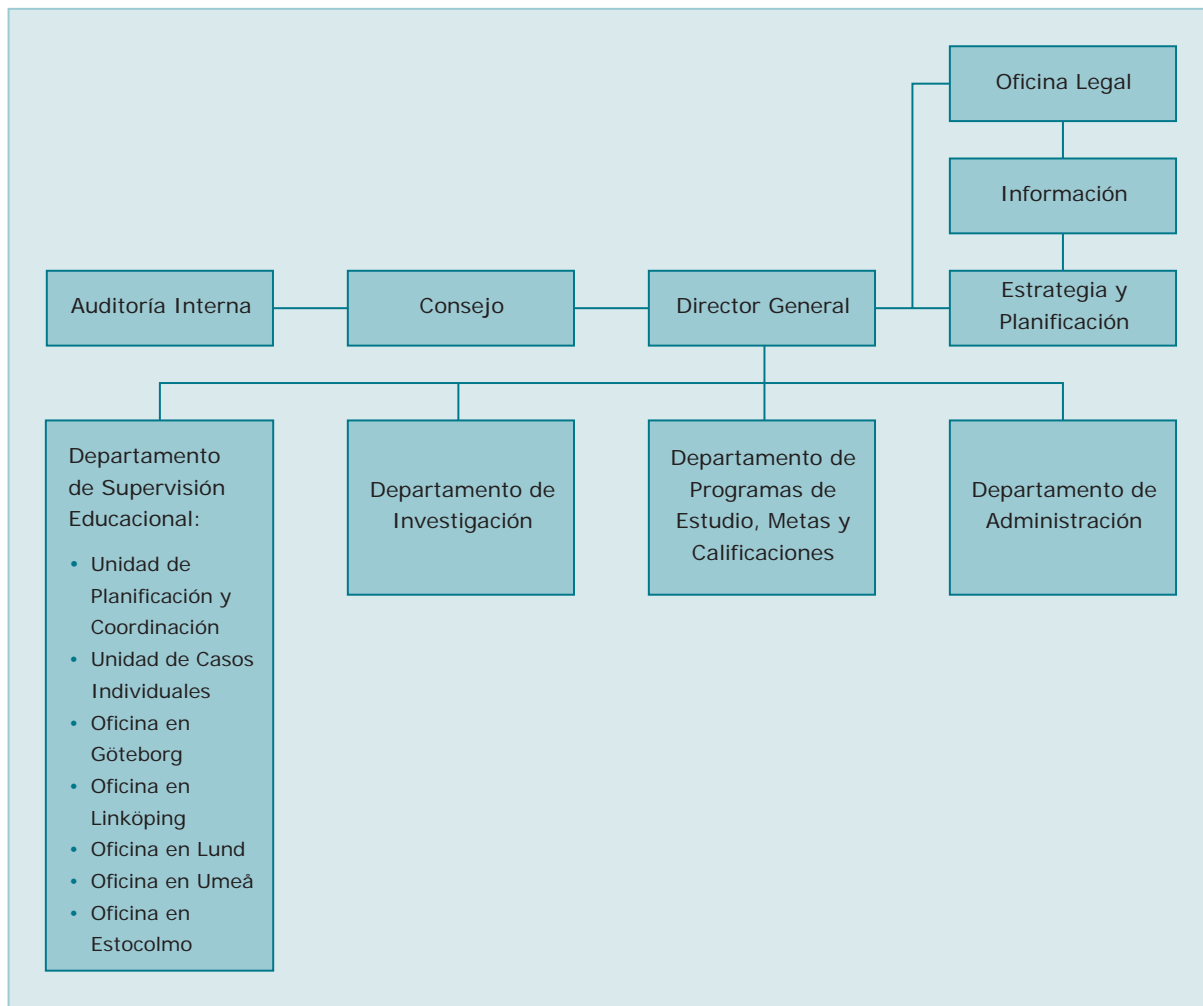 Oficina Legal
Información
Auditoría Interna
Consejo
Director General
Estrategia y
Planificación
Departamento
de Supervisión
Educacional:
• Unidad de
Planificación y
Coordinación
• Unidad de Casos
Individuales
• Oficina en
Göteborg
• Oficina en
Linköping
• Oficina en Lund
• Oficina en Umeå
• Oficina en
Estocolmo
Departamento de
Investigación
Departamento de
Programas de
Estudio, Metas y
Calificaciones
Departamento de
Administración